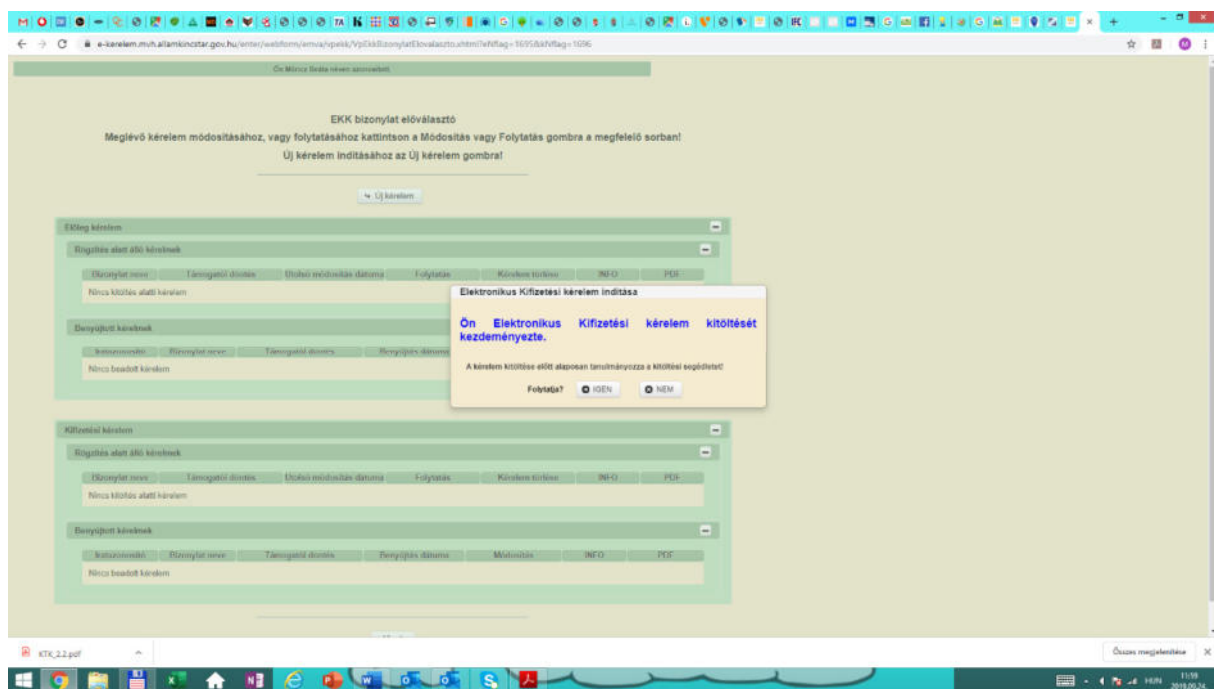 e-kerelem.mvh.allamkincstar.gov.hu/enter/webform/emva/vpekk/VpEkkBizonylatElovalaszto.xhtml?eNflag=1695&kNflag=1696
EKK bizonylat előválasztó
Meglévő kérelem módosításához, vagy folytatásához kattintson a Módosítás vagy Folytatás gombra a megfelelő sorban!
Új kérelem indításához az Új kérelem gombra!
Új kérelem
Előleg kérelem
Rögzítés alatt álló kérelmek
Bizonylat neve Támogatói döntés Utolsó módosítás dátuma Folytatás Kérelem törlése INFO PDF
Nincs kitöltés alatti kérelem
Benyújtott kérelmek
Iratazonosító Bizonylat neve Támogatói döntés Benyújtás dátuma
Nincs beadott kérelem
Elektronikus Kifizetési kérelem indítása
Ön Elektronikus Kifizetési kérelem kitöltését
kezdeményezte.
A kérelem kitöltése előtt alaposan tanulmányozza a kitöltési segédletet!
Folytatja? IGEN NEM
Kifizetési kérelem
Rögzítés alatt álló kérelmek
Bizonylat neve Támogatói döntés Utolsó módosítás dátuma Folytatás Kérelem törlése INFO PDF
Nincs kitöltés alatti kérelem
Benyújtott kérelmek
Iratazonosító Bizonylat neve Támogatói döntés Benyújtás dátuma Módosítás INFO PDF
Nincs beadott kérelem
KTK_2.2.pdf
Összes megjelenítése
HUN
11:59
2019.09.24.